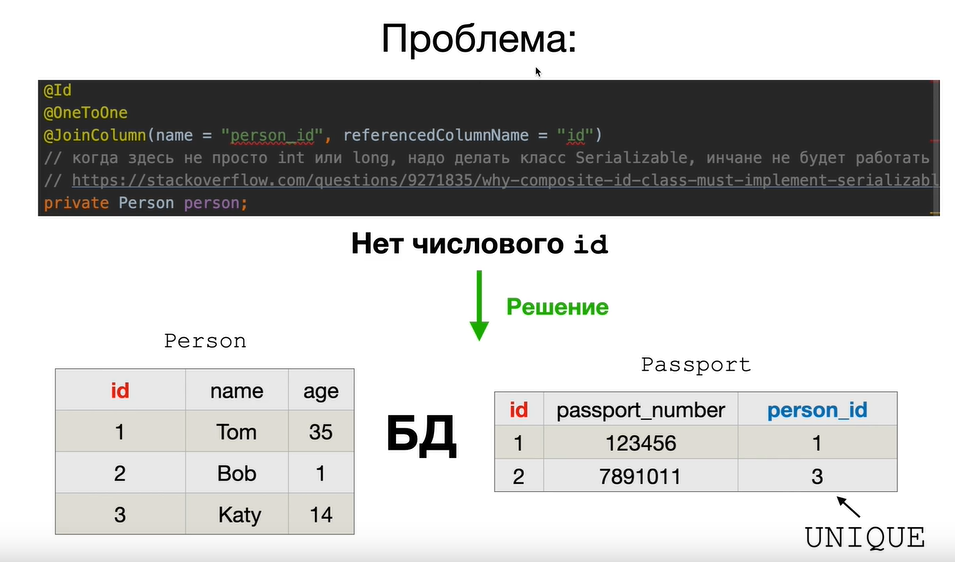 Проблема:
@Id
@OneToOne
@JoinColumn(name = "person_id", referencedColumnName = "id")
// когда здесь не просто int или long, надо делать класс Serializable, инчане не будет работать
// https://stackoverflow.com/questions/9271835/why-composite-id-class-must-implement-serializabl
private Person person;
Нет числового id
Решение
Person
id name age
1 Tom 35
2 Bob 1
3 Katy 14
БД
Passport
id passport_number person_id
1 123456 1
2 7891011 3
UNIQUE